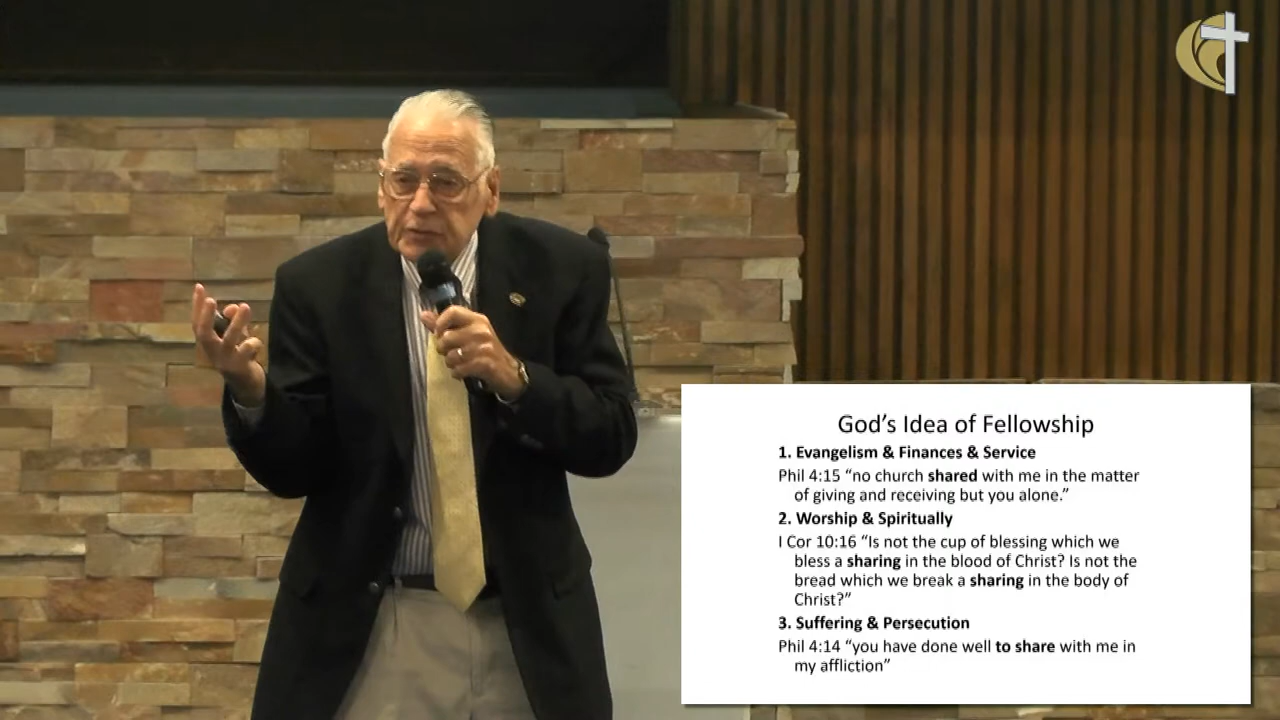 God’s Idea of Fellowship
1. Evangelism & Finances & Service
Phil 4:15 “no church shared with me in the matter
of giving and receiving but you alone.”
2. Worship & Spiritually
I Cor 10:16 “Is not the cup of blessing which we
bless a sharing in the blood of Christ? Is not the
bread which we break a sharing in the body of
Christ?”
3. Suffering & Persecution
Phil 4:14 “you have done well to share with me in
my affliction”